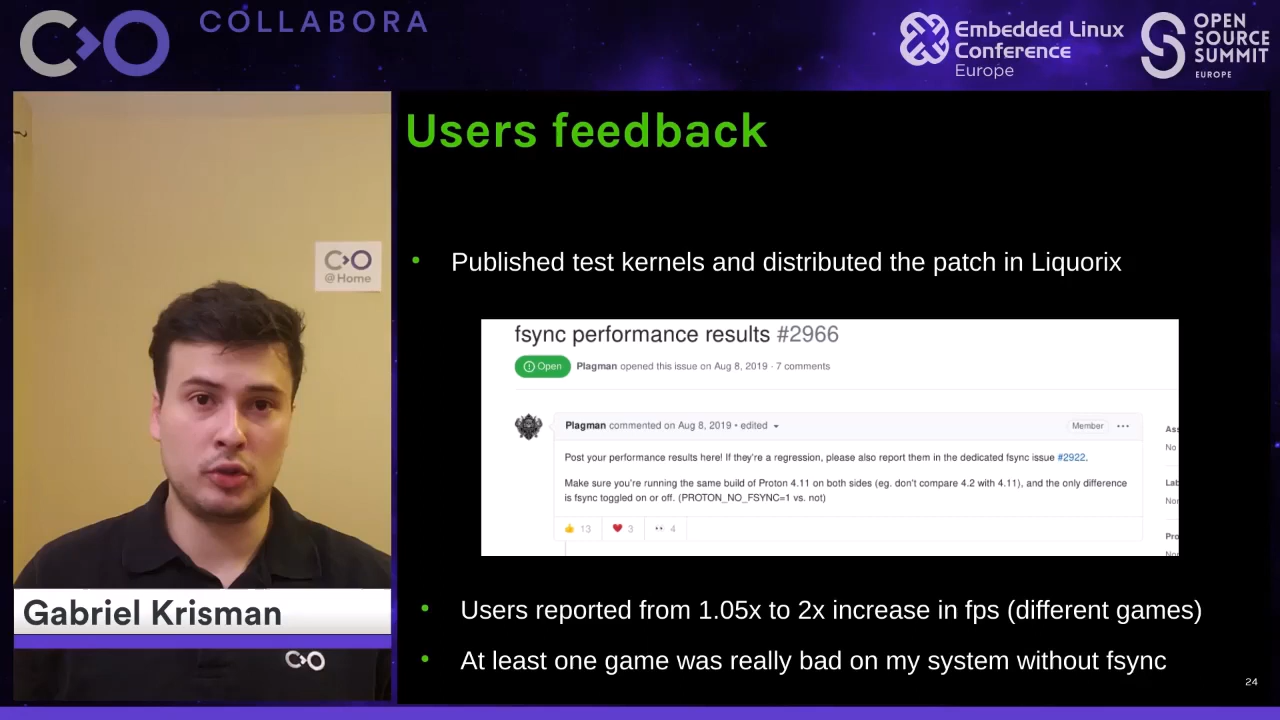 COLLABORA
Embedded Linux
Conference
Europe
OPEN
SOURCE
SUMMIT
EUROPE
Users feedback
@Home
• Published test kernels and distributed the patch in Liquorix
fsync performance results #2966
Open Plagman opened this issue on Aug 8, 2019 · 7 comments
Plagman commented on Aug 8, 2019 • edited Member
Post your performance results here! If they're a regression, please also report them in the dedicated fsync issue #2922.
Make sure you're running the same build of Proton 4.11 on both sides (eg. don't compare 4.2 with 4.11), and the only difference
is fsync toggled on or off. (PROTON_NO_FSYNC=1 vs. not)
13 3 4
Ass
No
Lab
Non
Pro
Non
Gabriel Krisman
• Users reported from 1.05x to 2x increase in fps (different games)
• At least one game was really bad on my system without fsync
24